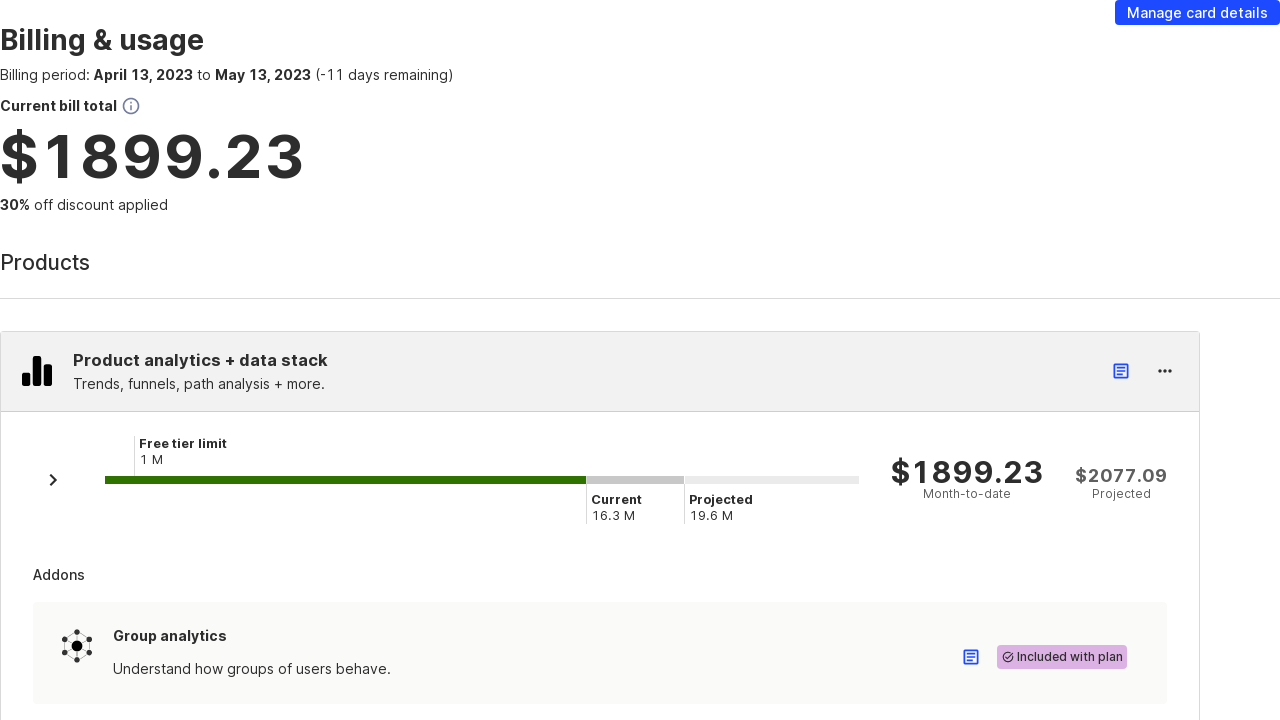 Manage card details
Billing & usage
Billing period: April 13, 2023 to May 13, 2023 (-11 days remaining)
Current bill total
$1899.23
30% off discount applied
Products
Product analytics + data stack
Trends, funnels, path analysis + more.
Free tier limit
1 M
Current
16.3 M
Projected
19.6 M
$1899.23
Month-to-date
$2077.09
Projected
Addons
Group analytics
Understand how groups of users behave.
Included with plan